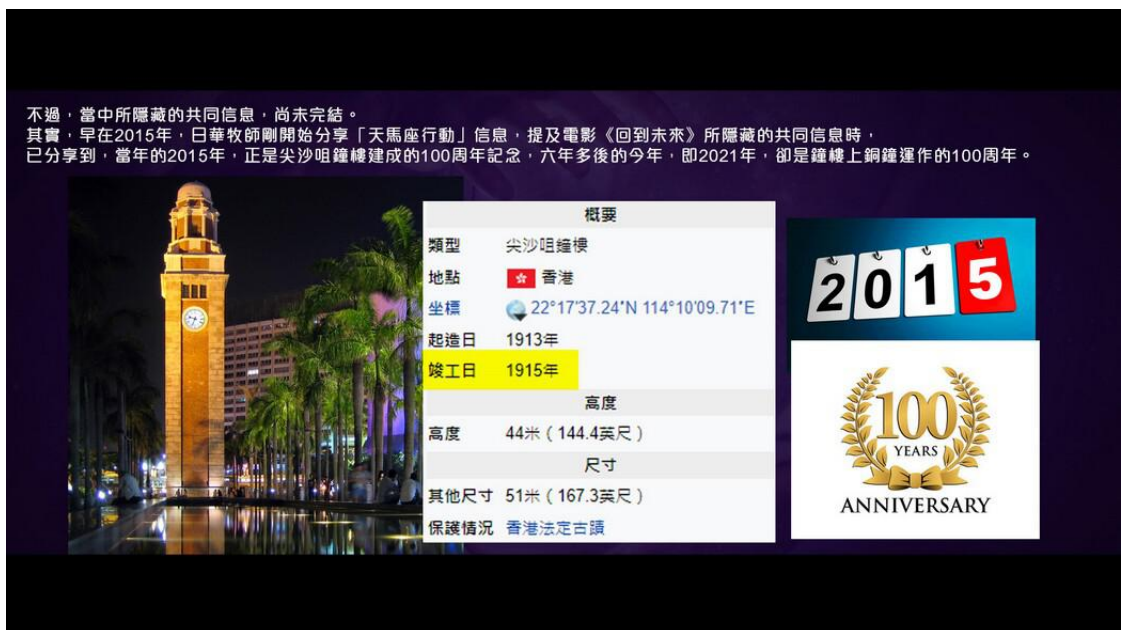 不過，當中所隱藏的共同信息，尚未完結。
其實，早在2015年，日華牧師剛開始分享「天馬座行動」信息，提及電影《回到未來》所隱藏的共同信息時，
已分享到，當年的2015年，正是尖沙咀鐘樓建成的100周年記念，六年多後的今年，即2021年，卻是鐘樓上銅鐘運作的100周年。
概要
類型 尖沙咀鐘樓
地點 香港
坐標 22°17'37.24"N 114°10'09.71"E
起造日 1913年
竣工日 1915年
高度
高度 44米（144.4英尺）
尺寸
其他尺寸 51米（167.3英尺）
保護情況 香港法定古蹟
2015
100
YEARS
ANNIVERSARY